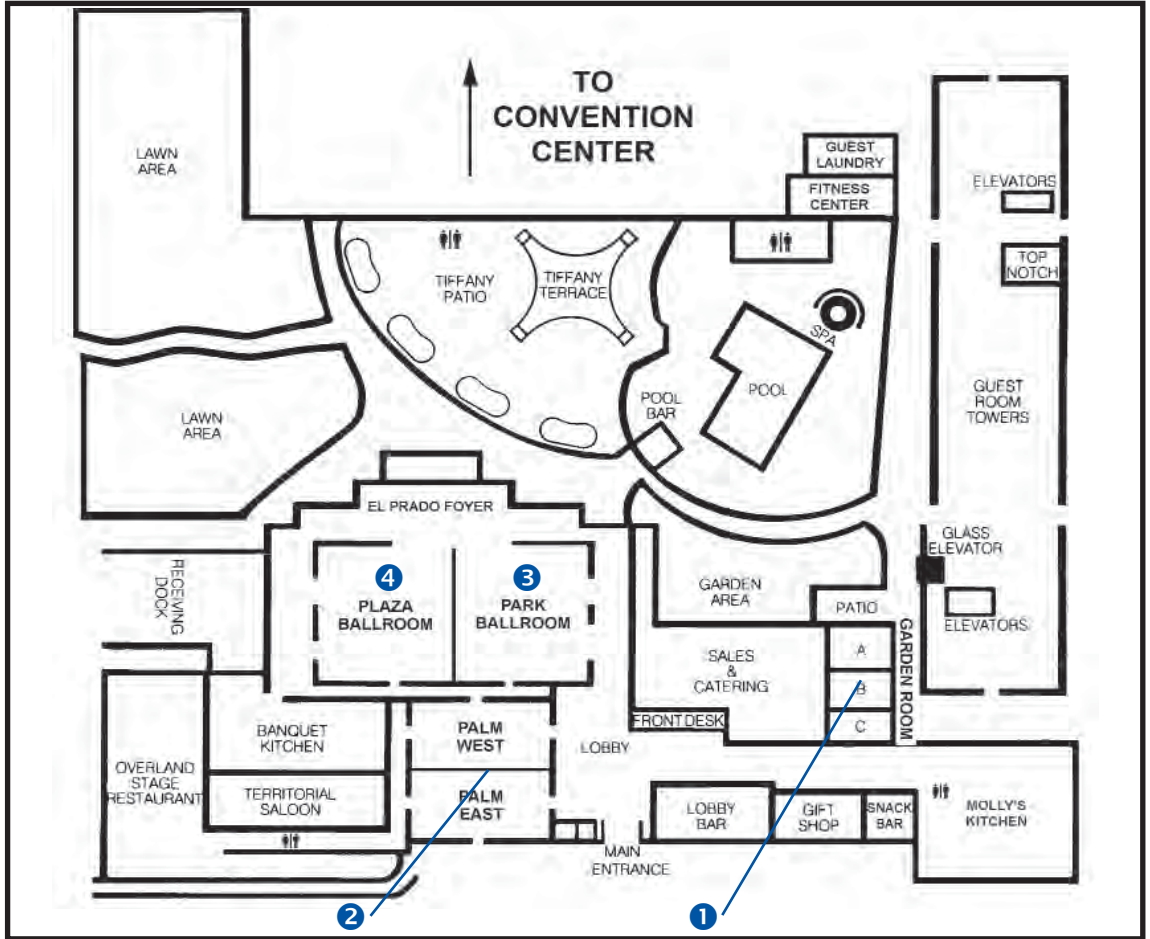 TO
CONVENTION
CENTER
LAWN
AREA
GUEST
LAUNDRY
FITNESS
CENTER
ELEVATORS
TOP
NOTCH
TIFFANY
PATIO
TIFFANY
TERRACE
SPA
POOL
POOL
BAR
GUEST
ROOM
TOWERS
LAWN
AREA
EL PRADO FOYER
GLASS
ELEVATOR
RECEIVING
DOCK
4
PLAZA
BALLROOM
3
PARK
BALLROOM
GARDEN
AREA
PATIO
ELEVATORS
GARDEN ROOM
A
B
C
SALES
&
CATERING
FRONT DESK
LOBBY
PALM
WEST
PALM
EAST
BANQUET
KITCHEN
TERRITORIAL
SALOON
OVERLAND
STAGE
RESTAURANT
LOBBY
BAR
GIFT
SHOP
SNACK
BAR
MOLLY'S
KITCHEN
MAIN
ENTRANCE
2
1